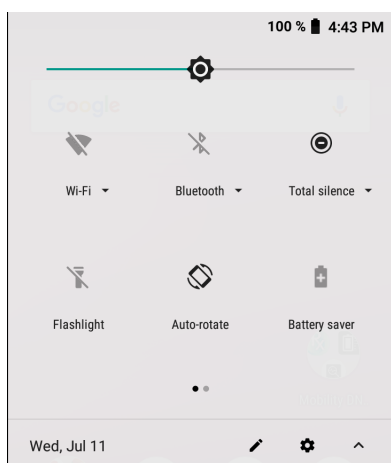 100 % 4:43 PM
Google
Wi-Fi Bluetooth Total silence
Flashlight Auto-rotate Battery saver
Wed, Jul 11